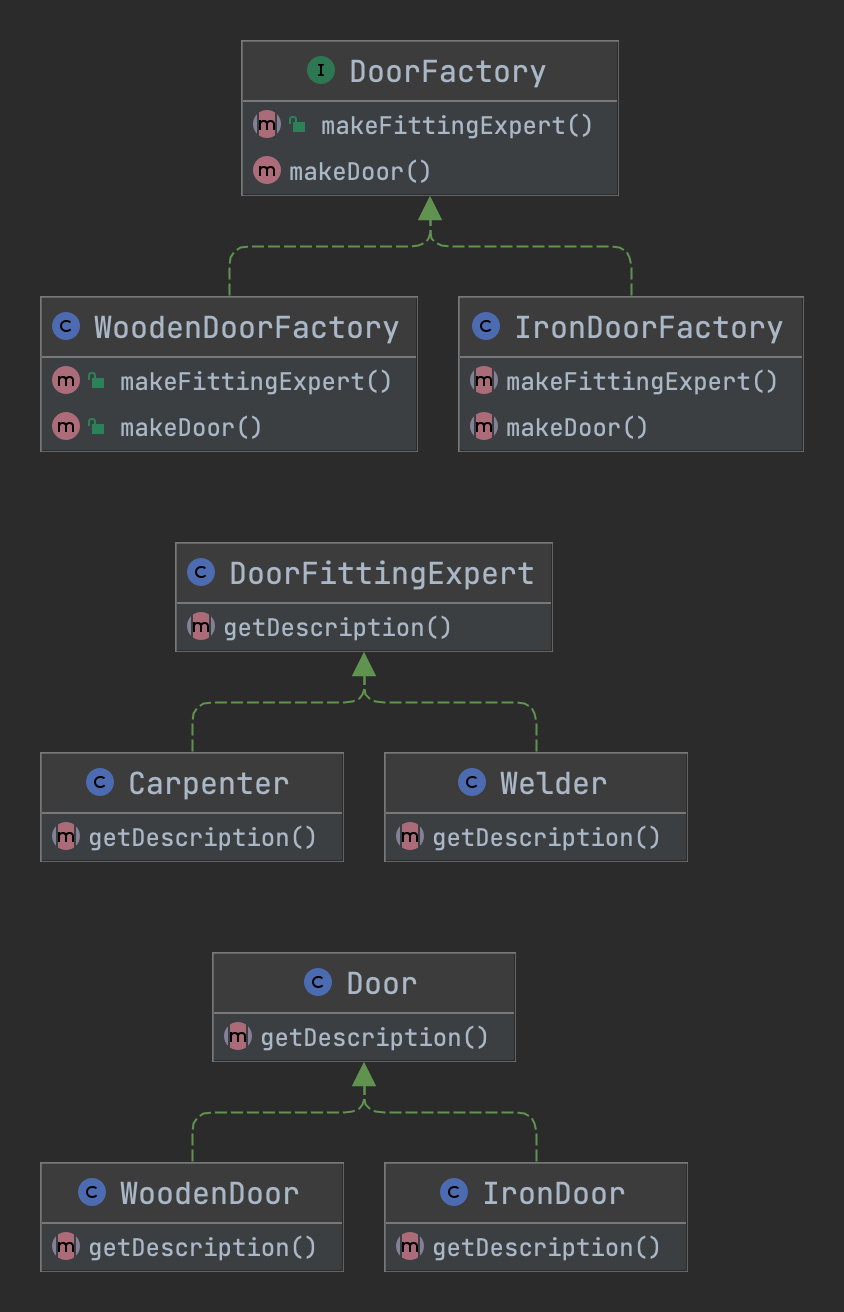 I DoorFactory
m makeFittingExpert()
m makeDoor()
C WoodenDoorFactory
m makeFittingExpert()
m makeDoor()
C IronDoorFactory
m makeFittingExpert()
m makeDoor()
C DoorFittingExpert
m getDescription()
C Carpenter
m getDescription()
C Welder
m getDescription()
C Door
m getDescription()
C WoodenDoor
m getDescription()
C IronDoor
m getDescription()